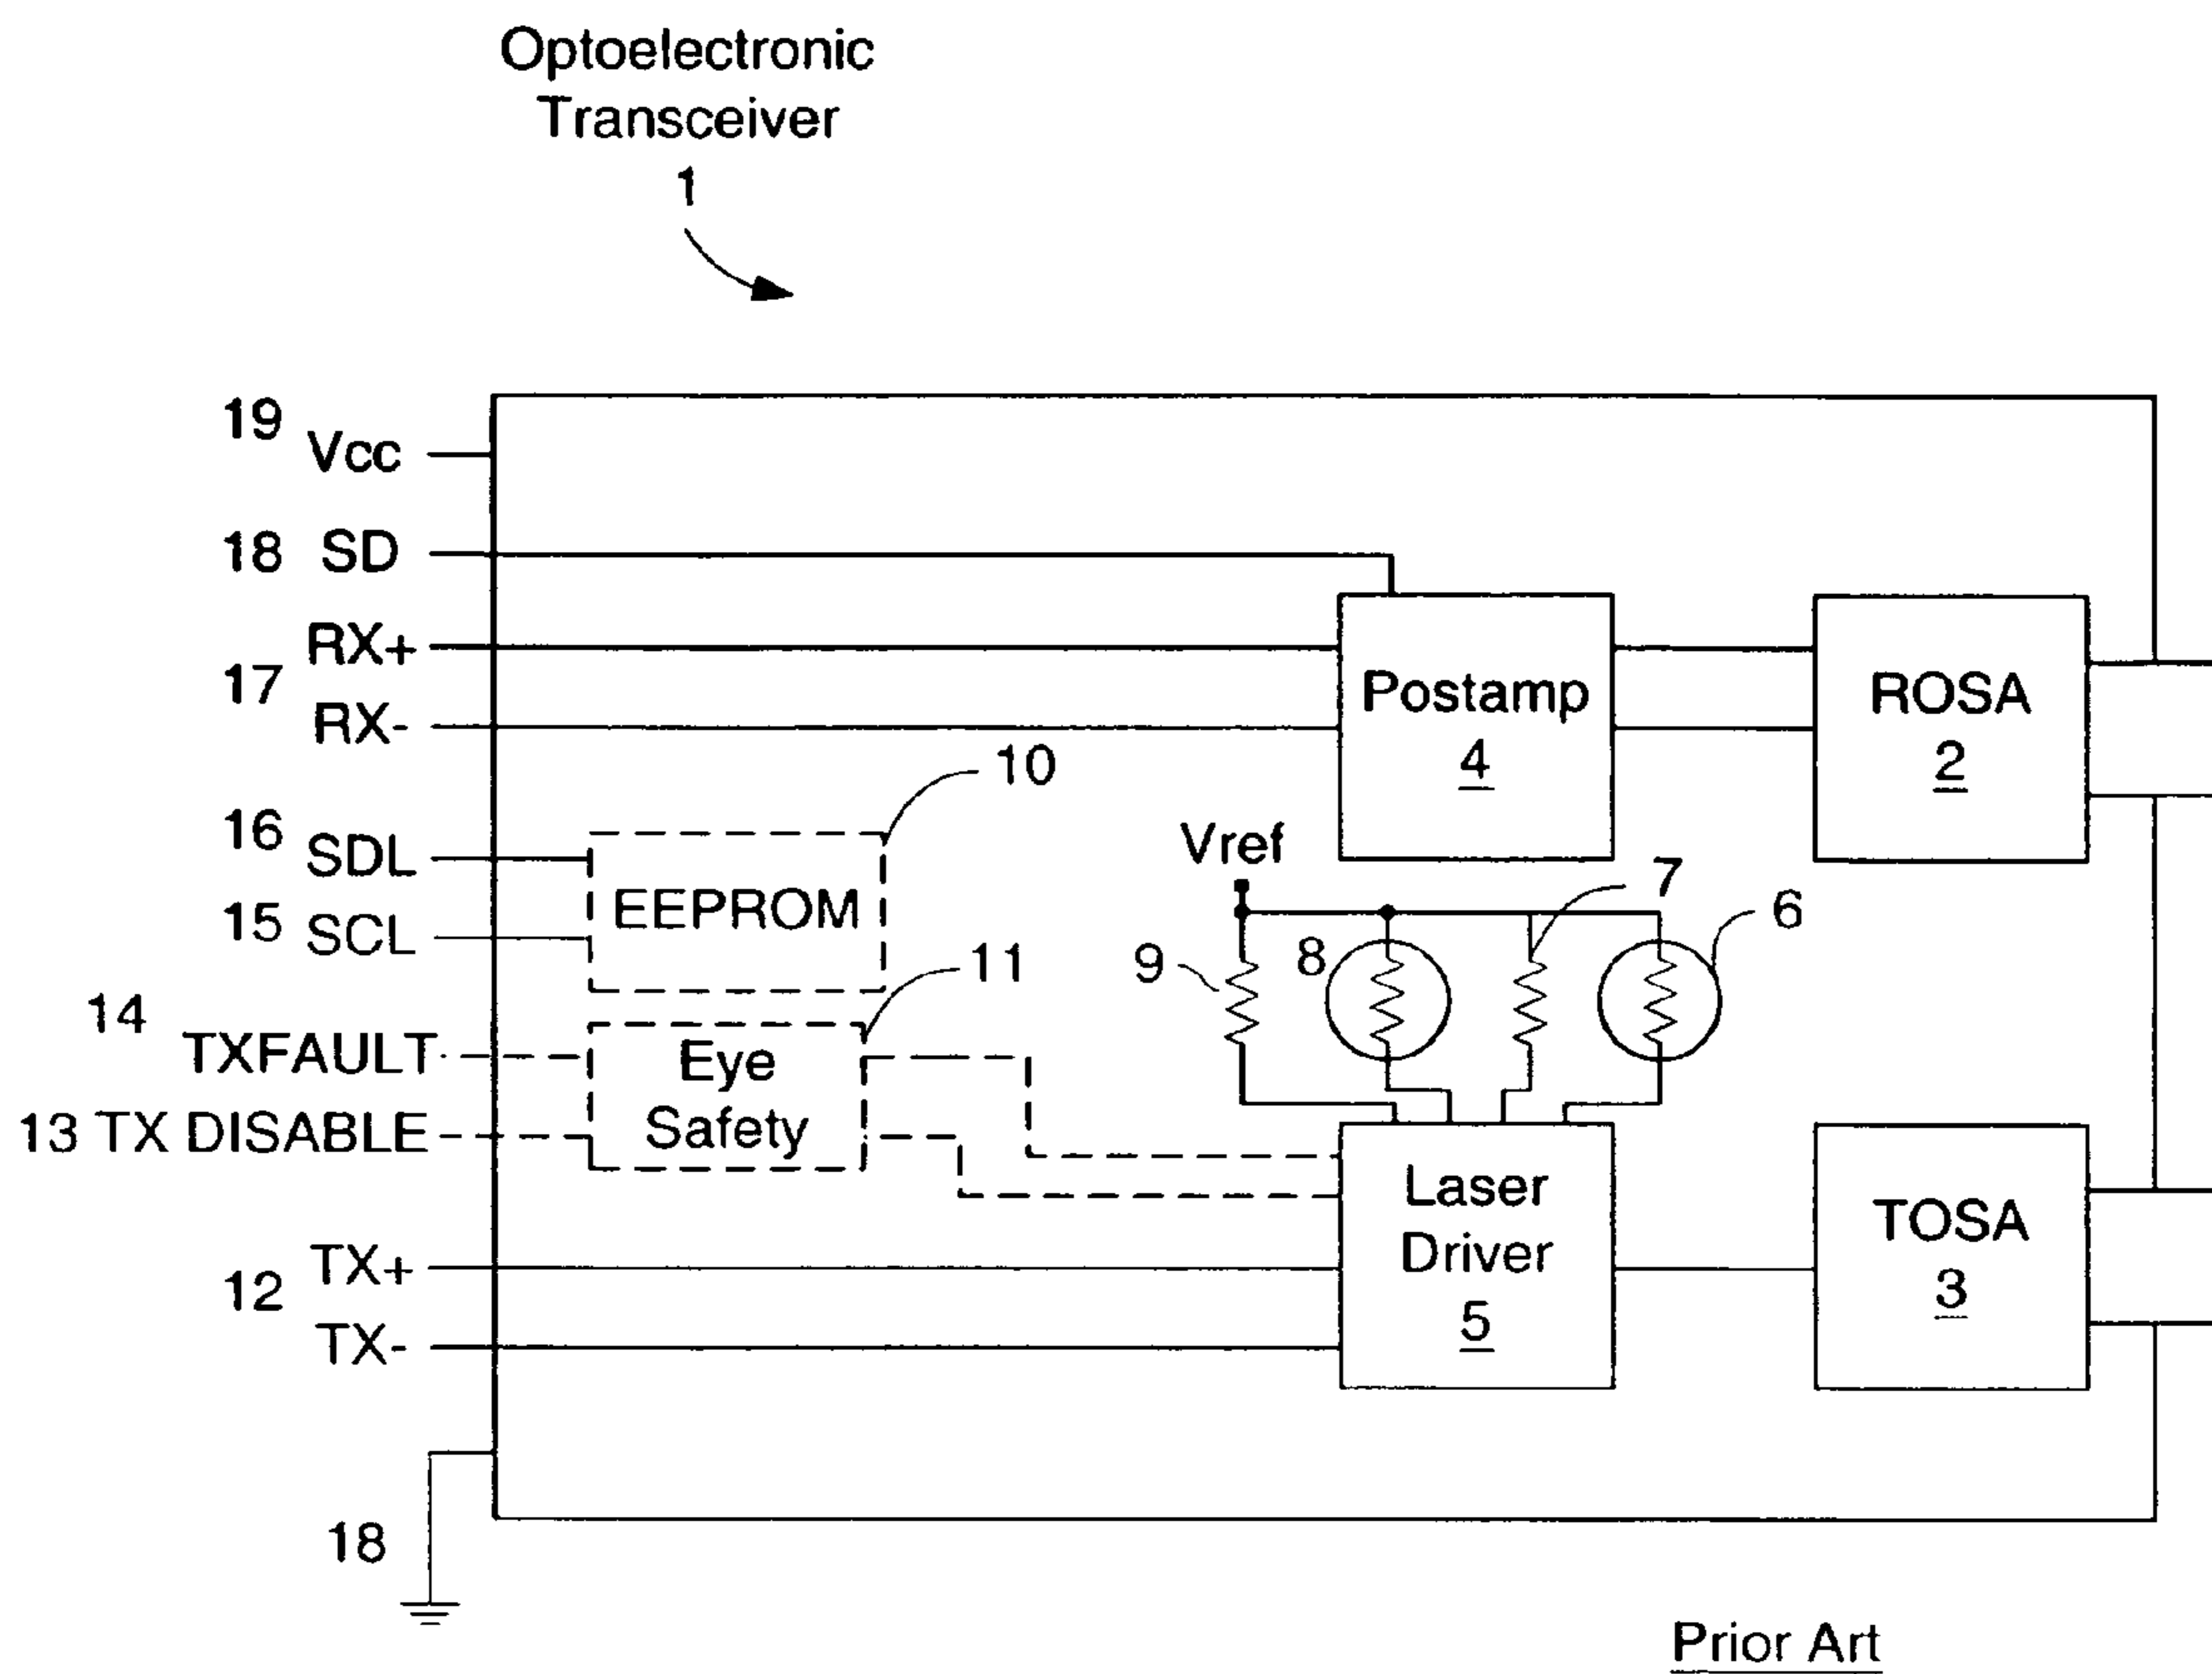 Optoelectronic
Transceiver
1
19
Vcc
18 SD
RX+
17
RX-
Postamp
4
ROSA
2
10
16
SDL
EEPROM
15 SCL
Vref
7
6
9
8
11
14
TXFAULT
Eye
Safety
13 TX DISABLE
Laser
Driver
5
TOSA
3
TX+
12
TX-
18
Prior Art